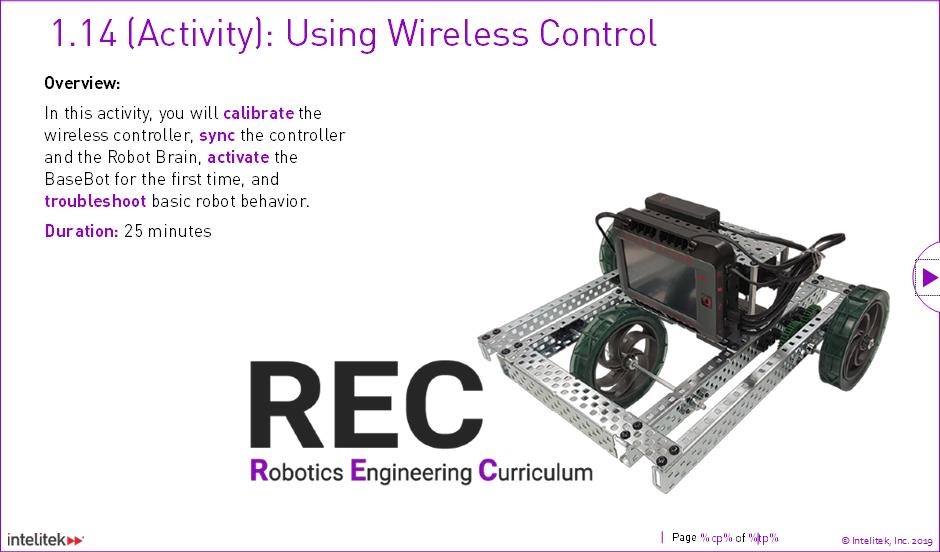 1.14 (Activity): Using Wireless Control
Overview:
In this activity, you will calibrate the
wireless controller, sync the controller
and the Robot Brain, activate the
BaseBot for the first time, and
troubleshoot basic robot behavior.
Duration: 25 minutes
REC
Robotics Engineering Curriculum
intelitek
Page %cp% of %tp%
© Intelitek, Inc. 2019